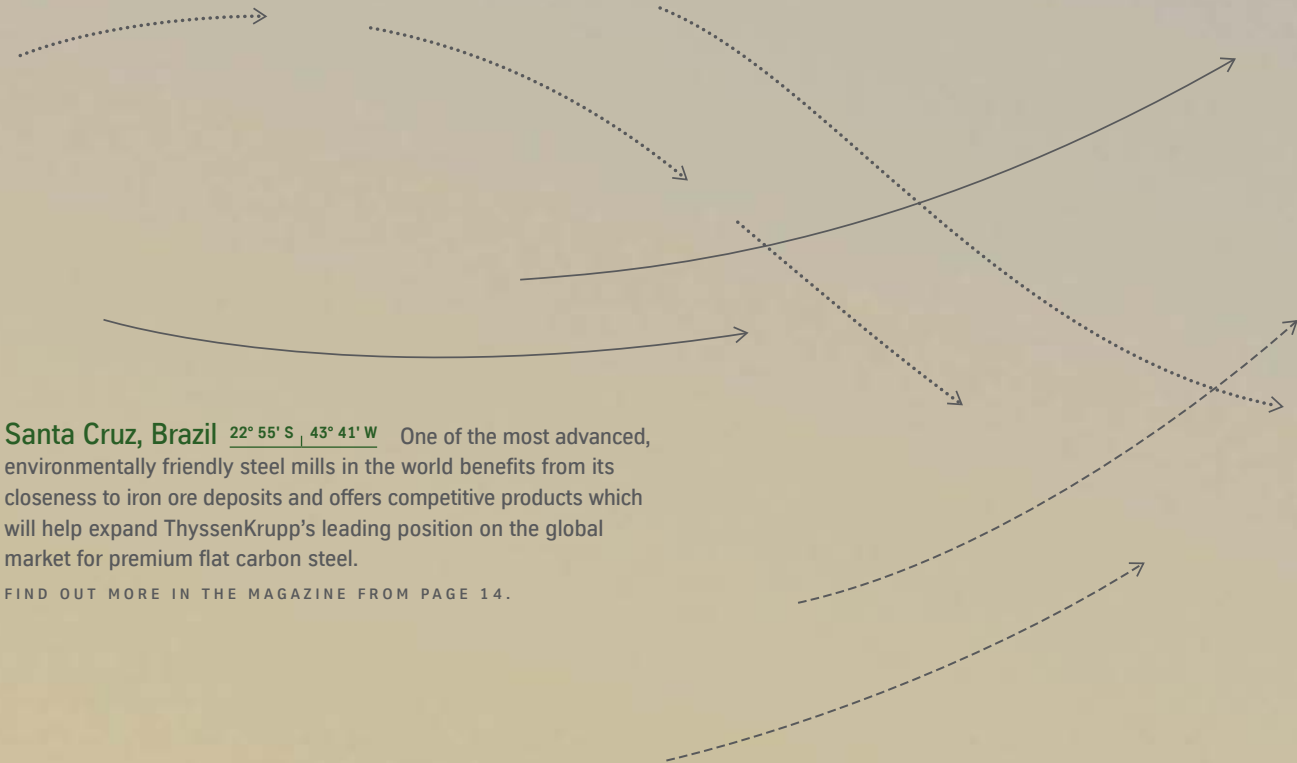 Santa Cruz, Brazil 22° 55' S | 43° 41' W One of the most advanced,
environmentally friendly steel mills in the world benefits from its
closeness to iron ore deposits and offers competitive products which
will help expand ThyssenKrupp’s leading position on the global
market for premium flat carbon steel.
FIND OUT MORE IN THE MAGAZINE FROM PAGE 14.